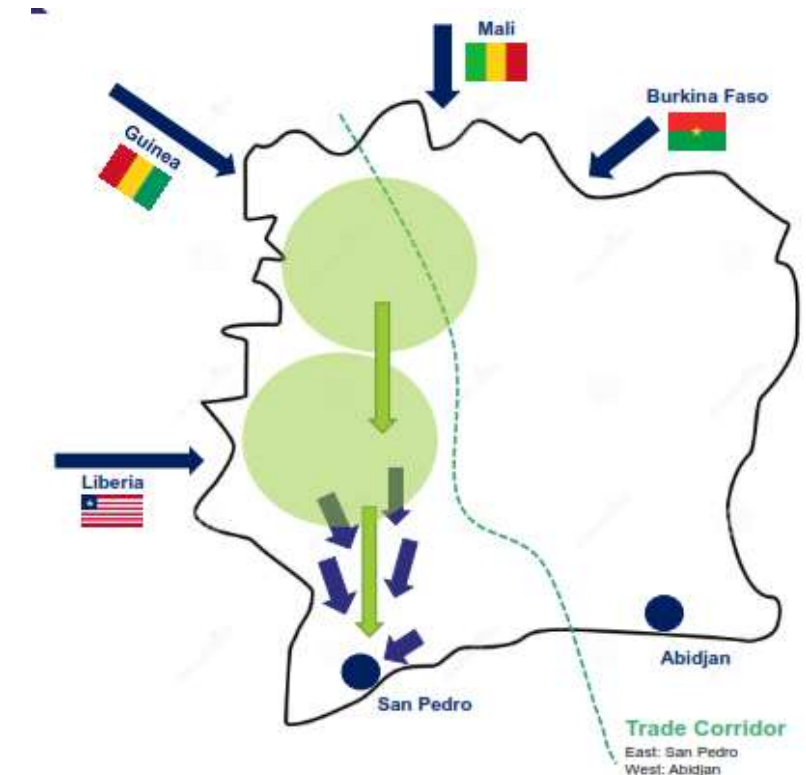 Mali
Burkina Faso
Guinea
Liberia
Abidjan
San Pedro
Trade Corridor
East: San Pedro
West: Abidjan